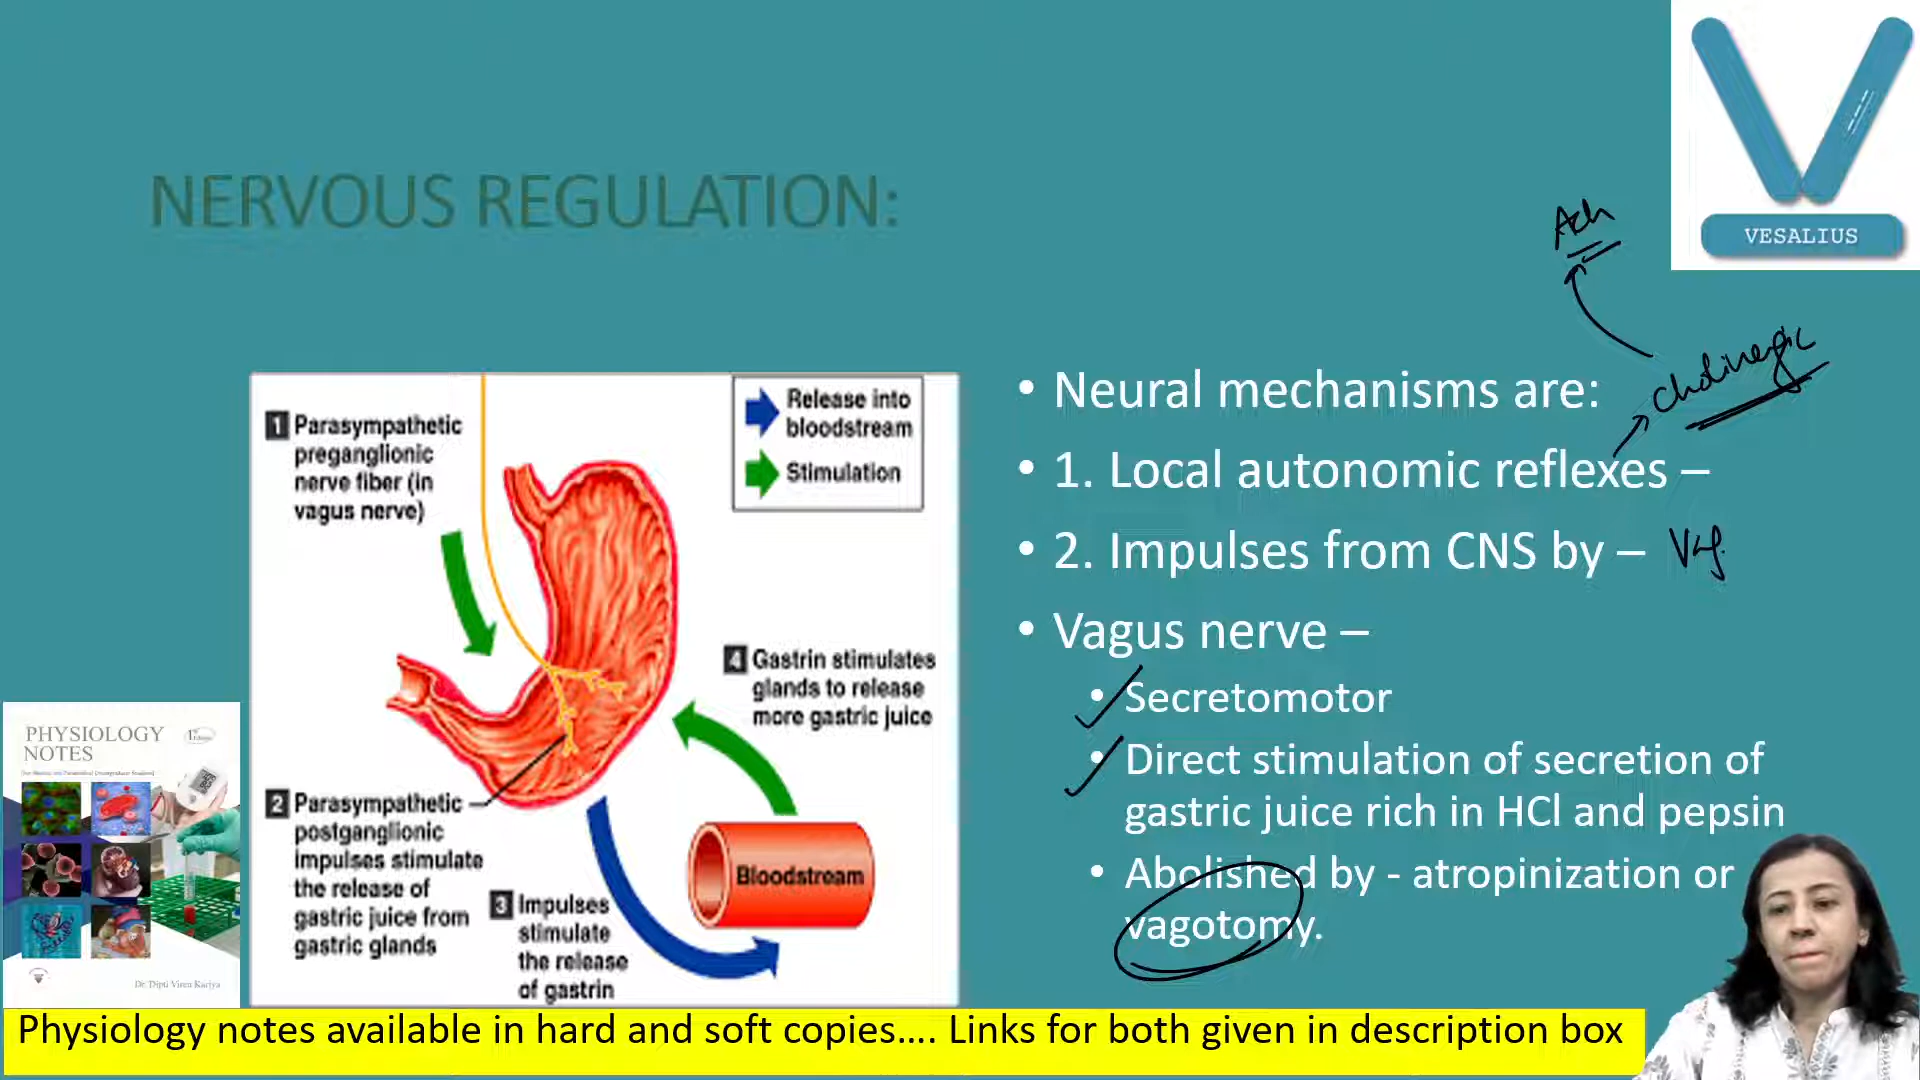 NERVOUS REGULATION:
VESALIUS
Ach
cholinergic
• Neural mechanisms are:
• 1. Local autonomic reflexes –
• 2. Impulses from CNS by – Vag.
• Vagus nerve –
• Secretomotor
• Direct stimulation of secretion of
gastric juice rich in HCl and pepsin
• Abolished by - atropinization or
vagotomy.
1 Parasympathetic
preganglionic
nerve fiber (in
vagus nerve)
Release into
bloodstream
Stimulation
4 Gastrin stimulates
glands to release
more gastric juice
2 Parasympathetic
postganglionic
impulses stimulate
the release of
gastric juice from
gastric glands
3 Impulses
stimulate
the release
of gastrin
Bloodstream
PHYSIOLOGY
NOTES
Dr. Dipti Viren Kariya
Physiology notes available in hard and soft copies.... Links for both given in description box